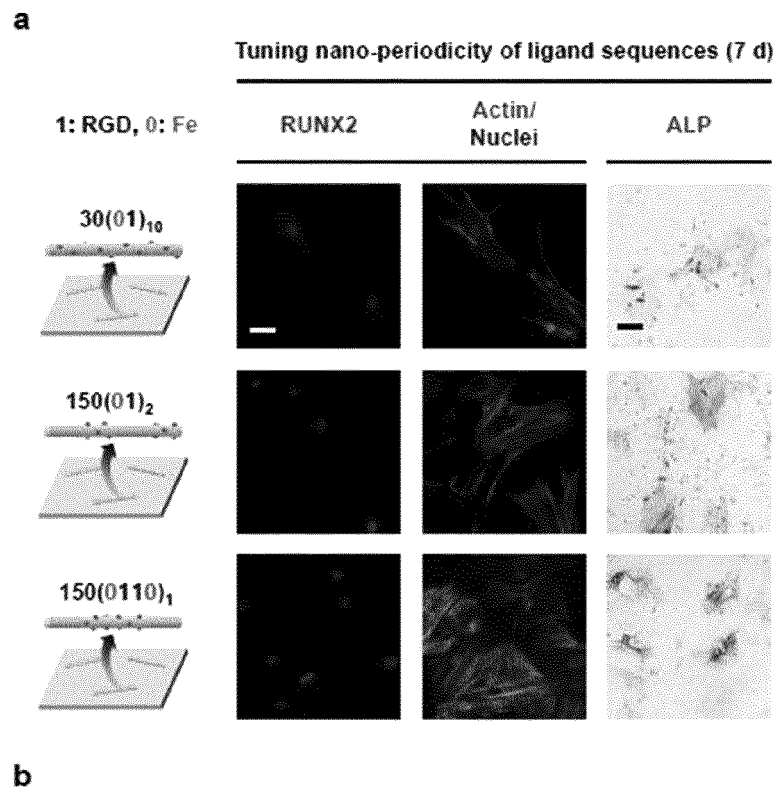 a
Tuning nano-periodicity of ligand sequences (7 d)
1: RGD, 0: Fe
RUNX2
Actin/
Nuclei
ALP
30(01)10
150(01)2
150(0110)1
b